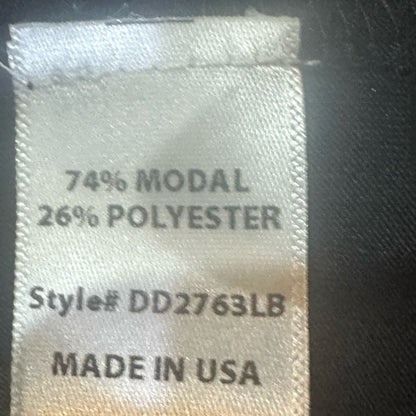 74% MODAL
26% POLYESTER
Style# DD2763LB
MADE IN USA